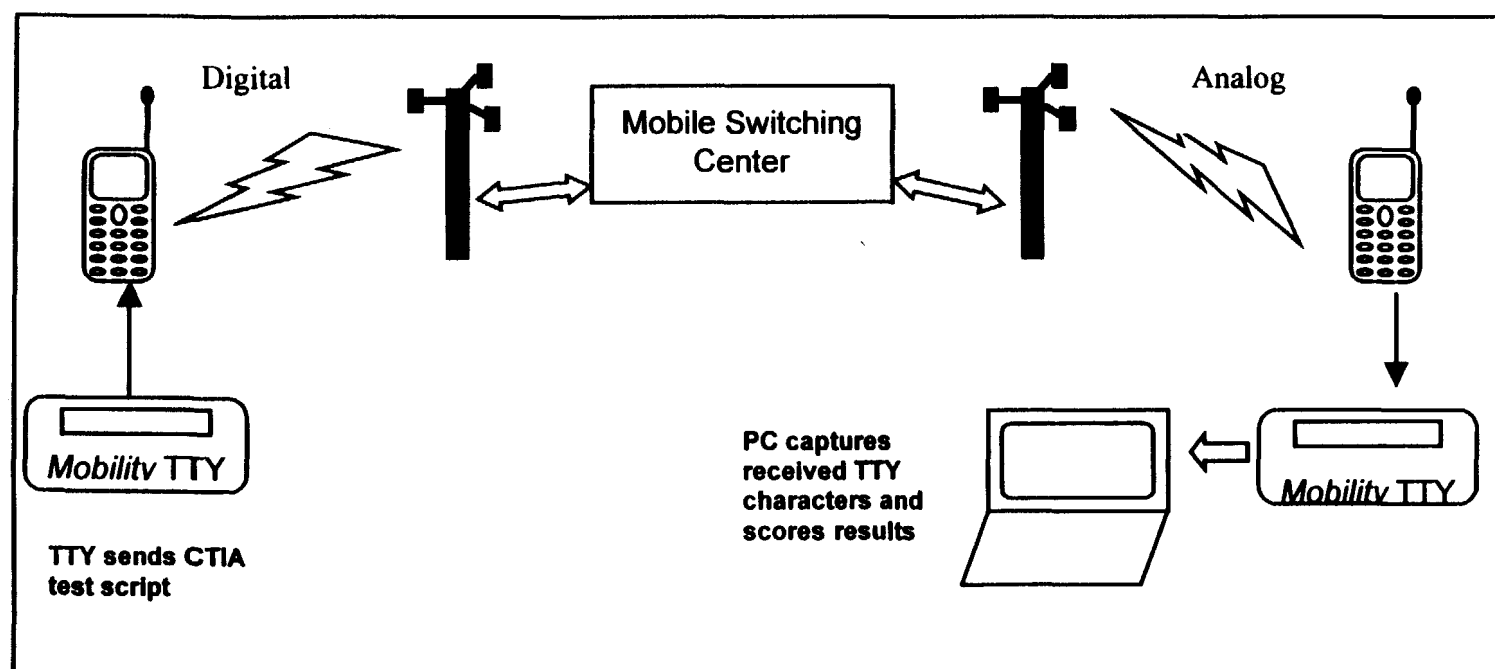 Digital
Analog
Mobile Switching
Center
Mobility TTY
TTY sends CTIA
test script
PC captures
received TTY
characters and
scores results
Mobility TTY